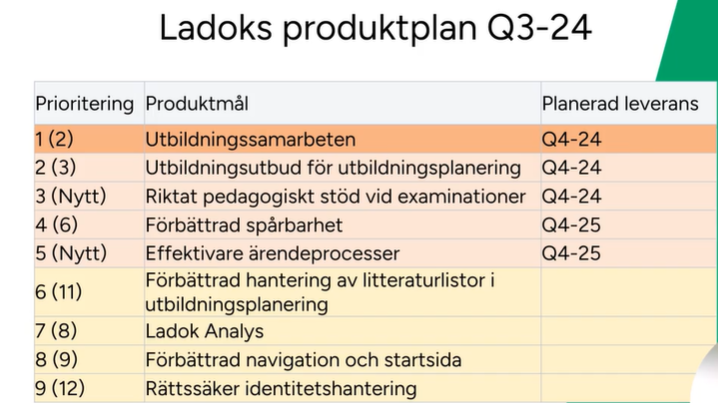 Ladoks produktplan Q3-24
Prioritering Produktmål Planerad leverans
1 (2) Utbildningssamarbeten Q4-24
2 (3) Utbildningsutbud för utbildningsplanering Q4-24
3 (Nytt) Riktat pedagogiskt stöd vid examinationer Q4-24
4 (6) Förbättrad spårbarhet Q4-25
5 (Nytt) Effektivare ärendeprocesser Q4-25
6 (11) Förbättrad hantering av litteraturlistor i
utbildningsplanering
7 (8) Ladok Analys
8 (9) Förbättrad navigation och startsida
9 (12) Rättssäker identitetshantering